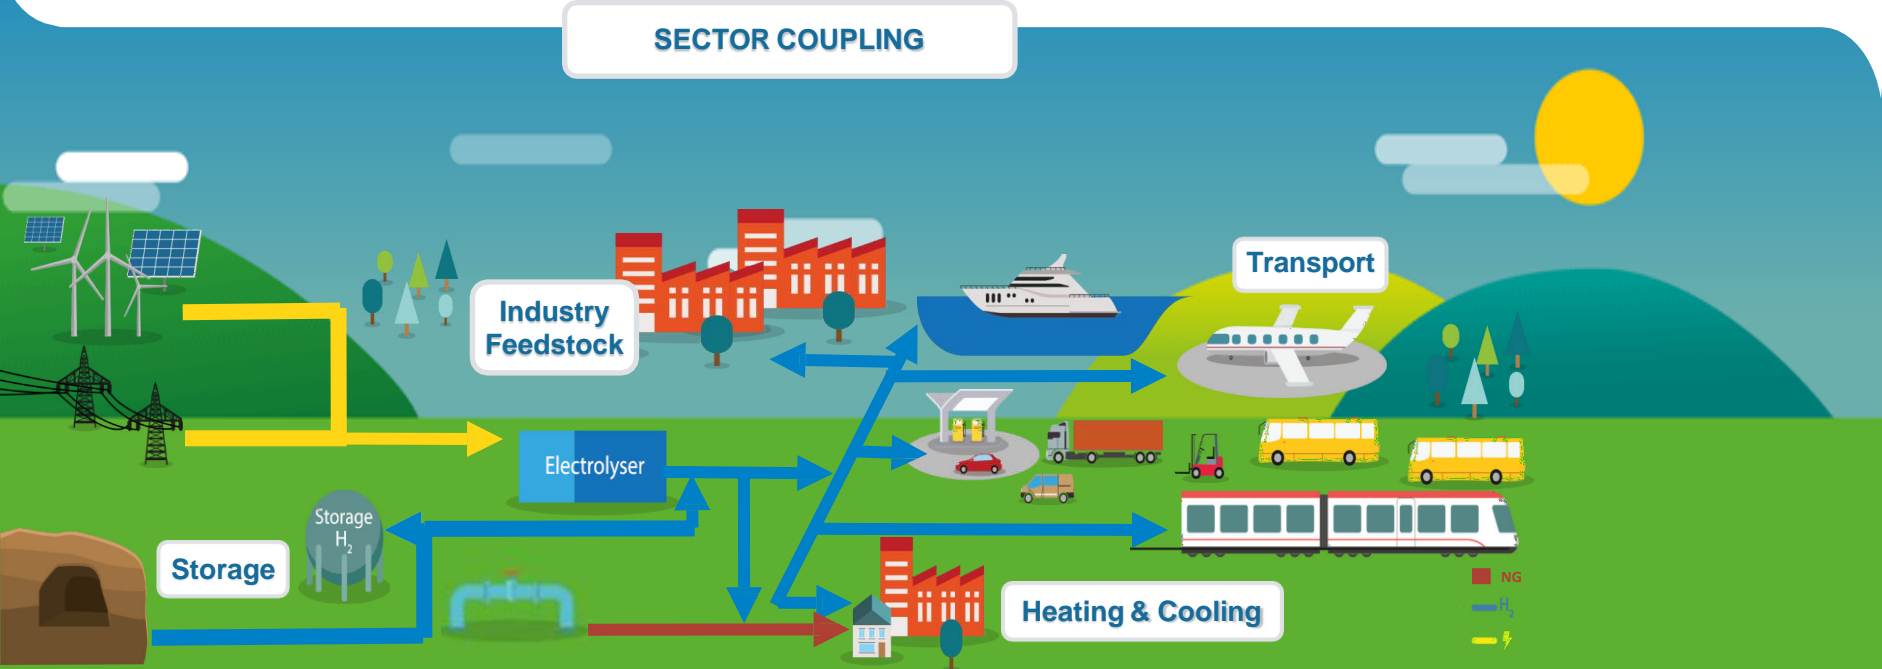 SECTOR COUPLING
Transport
Industry
Feedstock
Electrolyser
Storage
H2
Storage
Heating & Cooling
NG
H2